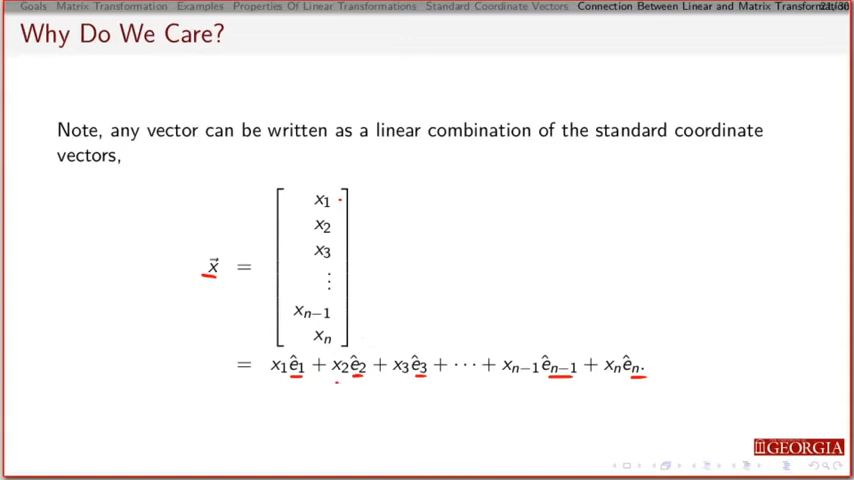 Goals Matrix Transformation Examples Properties Of Linear Transformations Standard Coordinate Vectors Connection Between Linear and Matrix Transformation
Why Do We Care?
Note, any vector can be written as a linear combination of the standard coordinate
vectors,
x₁
x₂
x₃
⋮
xₙ₋₁
xₙ
x⃗ =
= x₁ê₁ + x₂ê₂ + x₃ê₃ + ⋯ + xₙ₋₁êₙ₋₁ + xₙêₙ.
GEORGIA